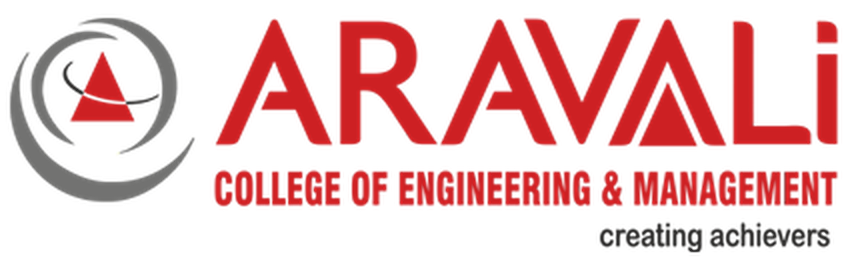 ARAVALi
COLLEGE OF ENGINEERING & MANAGEMENT
creating achievers